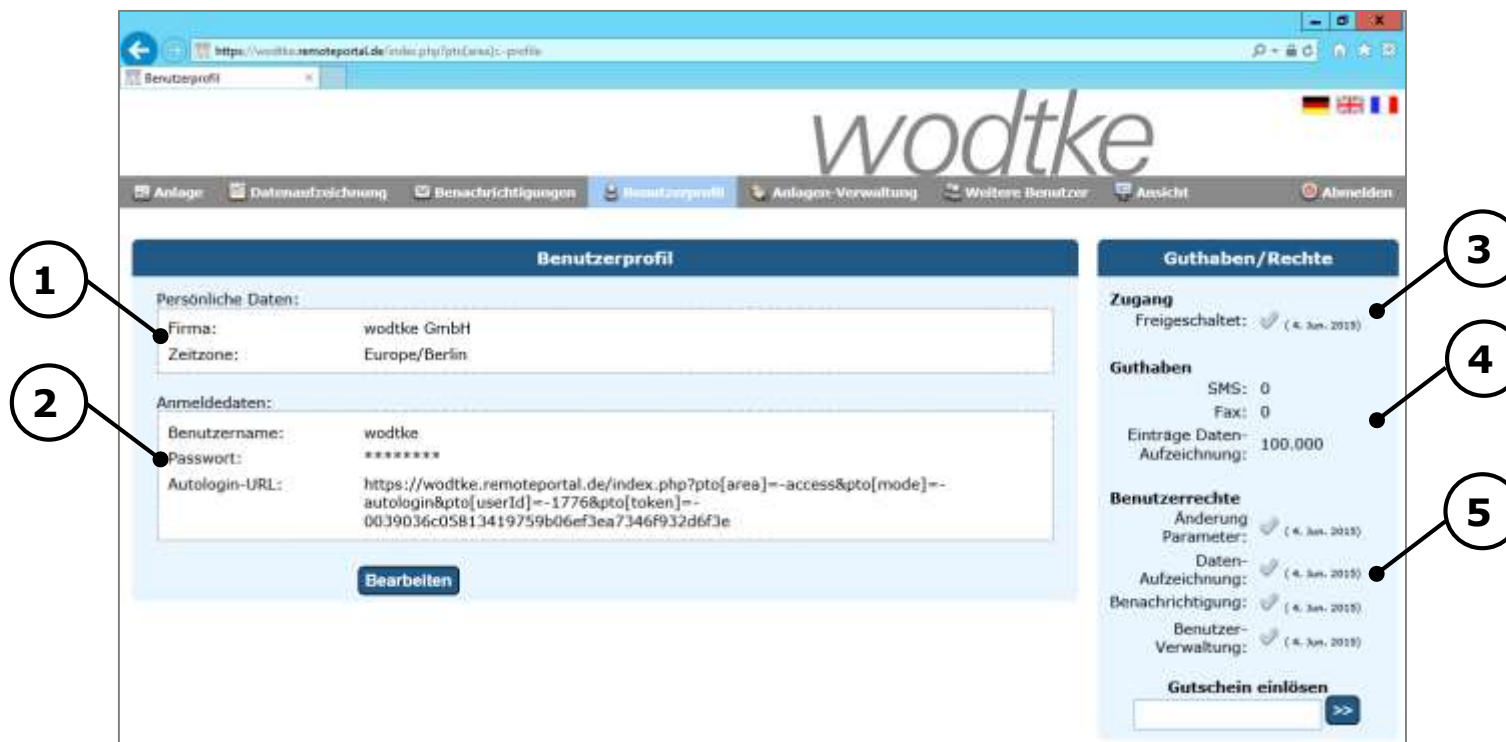 https://wodtke.remoteportal.de/index.php?pto[area]=-profile
Benutzerprofil
wodtke
Anlage Datenaufzeichnung Benachrichtigungen Benutzerprofil Anlagen-Verwaltung Weitere Benutzer Ansicht Abmelden
Benutzerprofil
Persönliche Daten:
Firma: wodtke GmbH
Zeitzone: Europe/Berlin
Anmeldedaten:
Benutzername: wodtke
Passwort: ********
Autologin-URL: https://wodtke.remoteportal.de/index.php?pto[area]=-access&pto[mode]=-
autologin&pto[userId]=-1776&pto[token]=-
0039036c05813419759b06ef3ea7346f932d6f3e
Bearbeiten
Guthaben/Rechte
Zugang
Freigeschaltet: ( 4. Jun. 2015)
Guthaben
SMS: 0
Fax: 0
Einträge Daten-
Aufzeichnung: 100.000
Benutzerrechte
Änderung
Parameter: ( 4. Jun. 2015)
Daten-
Aufzeichnung: ( 4. Jun. 2015)
Benachrichtigung: ( 4. Jun. 2015)
Benutzer-
Verwaltung: ( 4. Jun. 2015)
Gutschein einlösen
>>
1
2
3
4
5